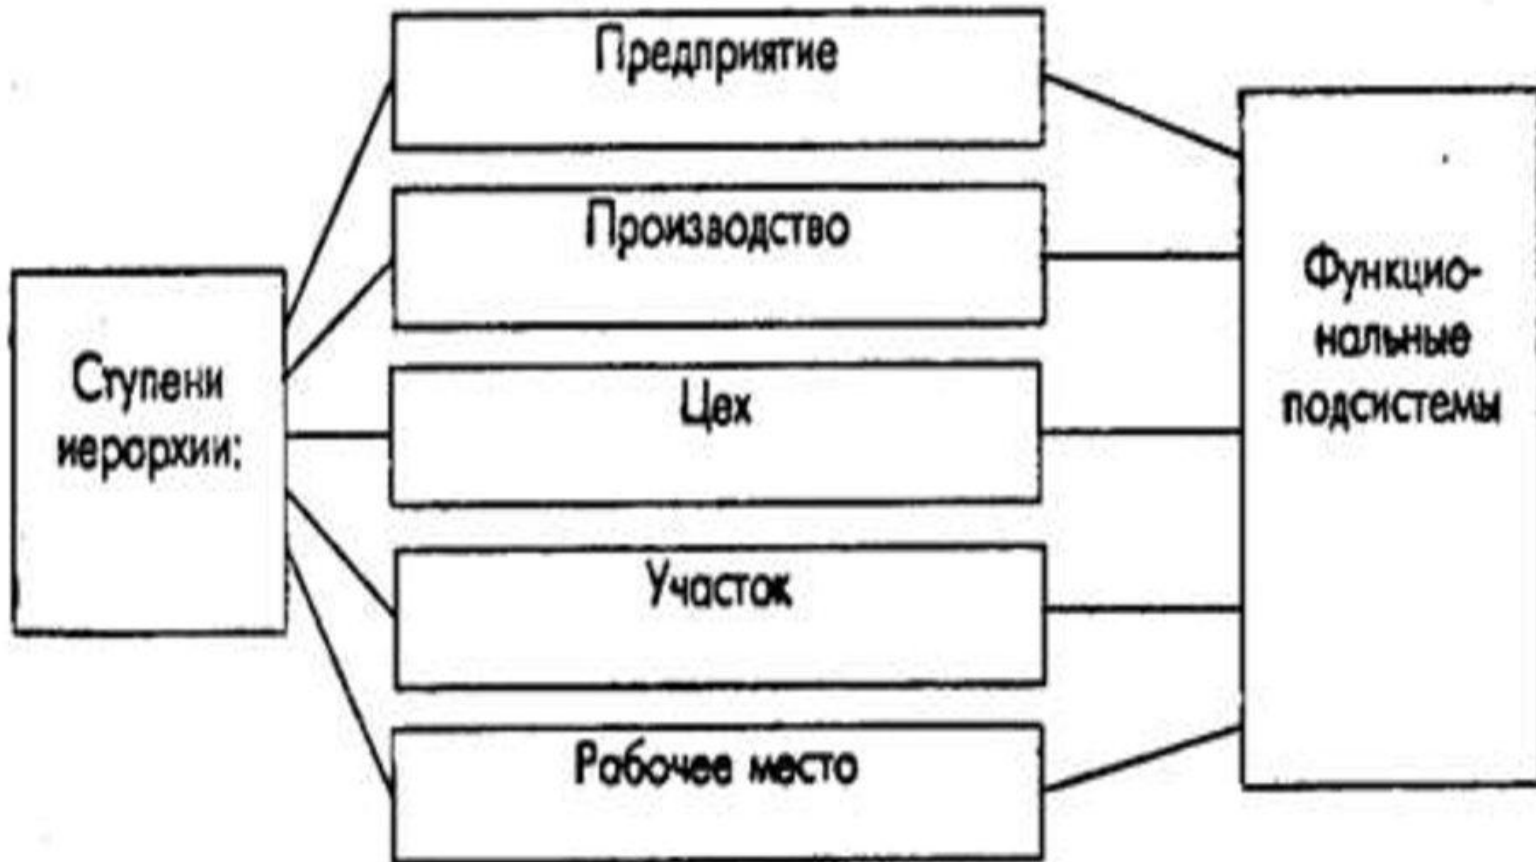 Предприятие
Производство
Ступени
иерархии:
Цех
Участок
Рабочее место
Функцио-
нальные
подсистемы